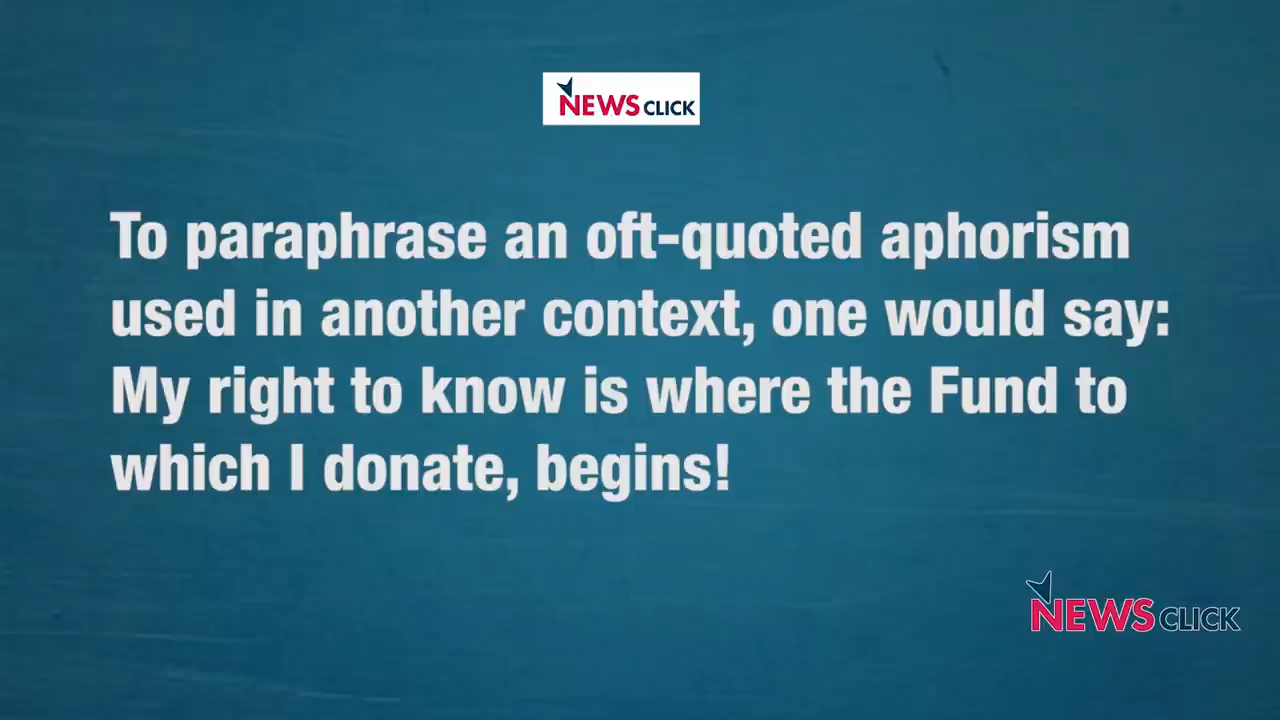 NEWS CLICK
To paraphrase an oft-quoted aphorism
used in another context, one would say:
My right to know is where the Fund to
which I donate, begins!
NEWS CLICK